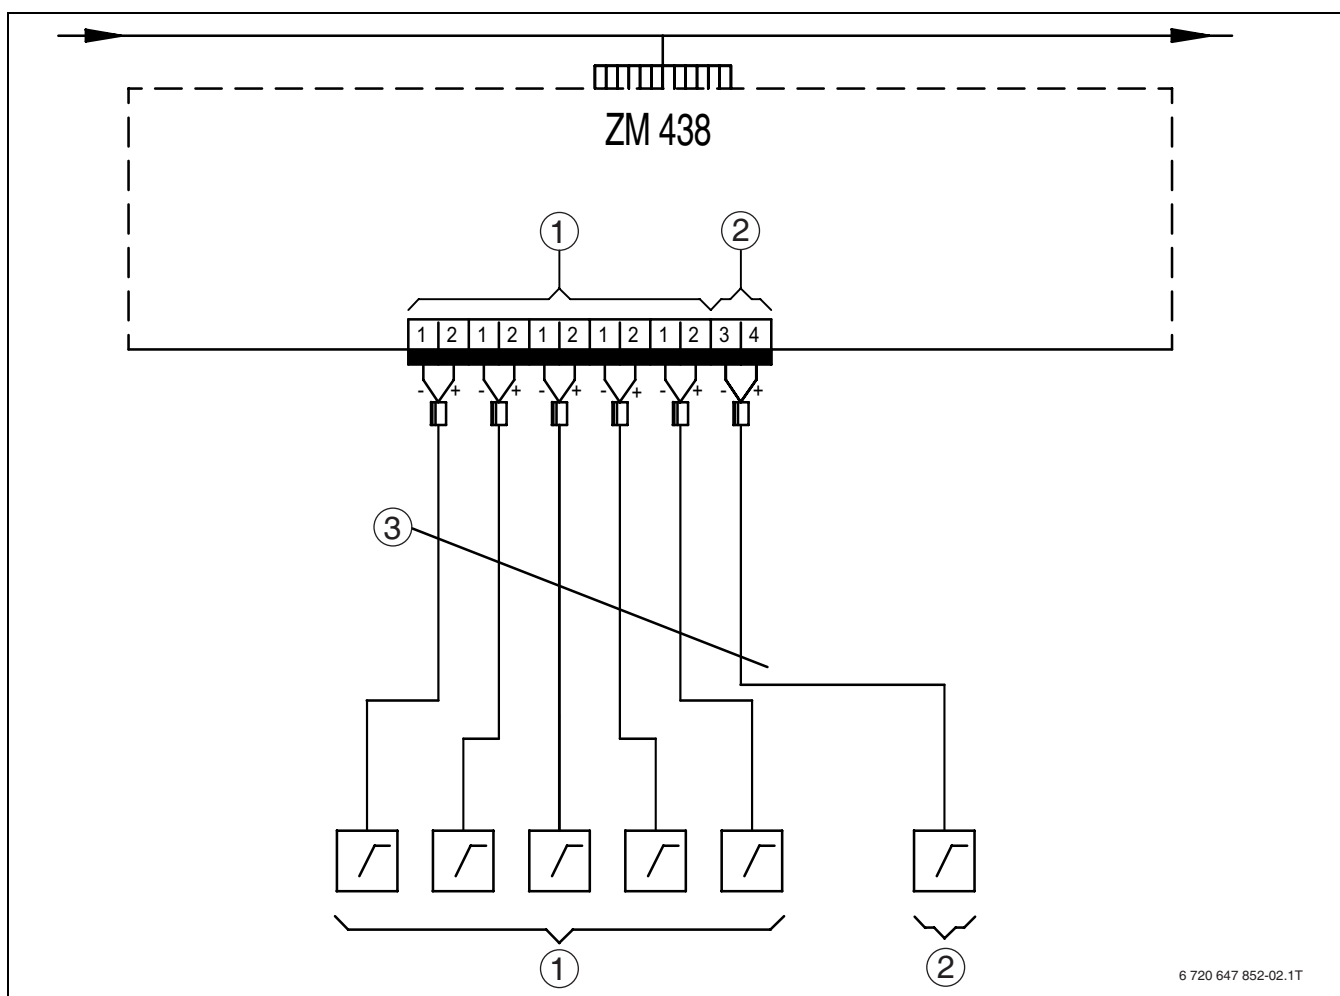 ZM 438
1 2
1 2 1 2 1 2 1 2 1 2 3 4
- + - + - + - + - + - +
3
1 2
6 720 647 852-02.1T